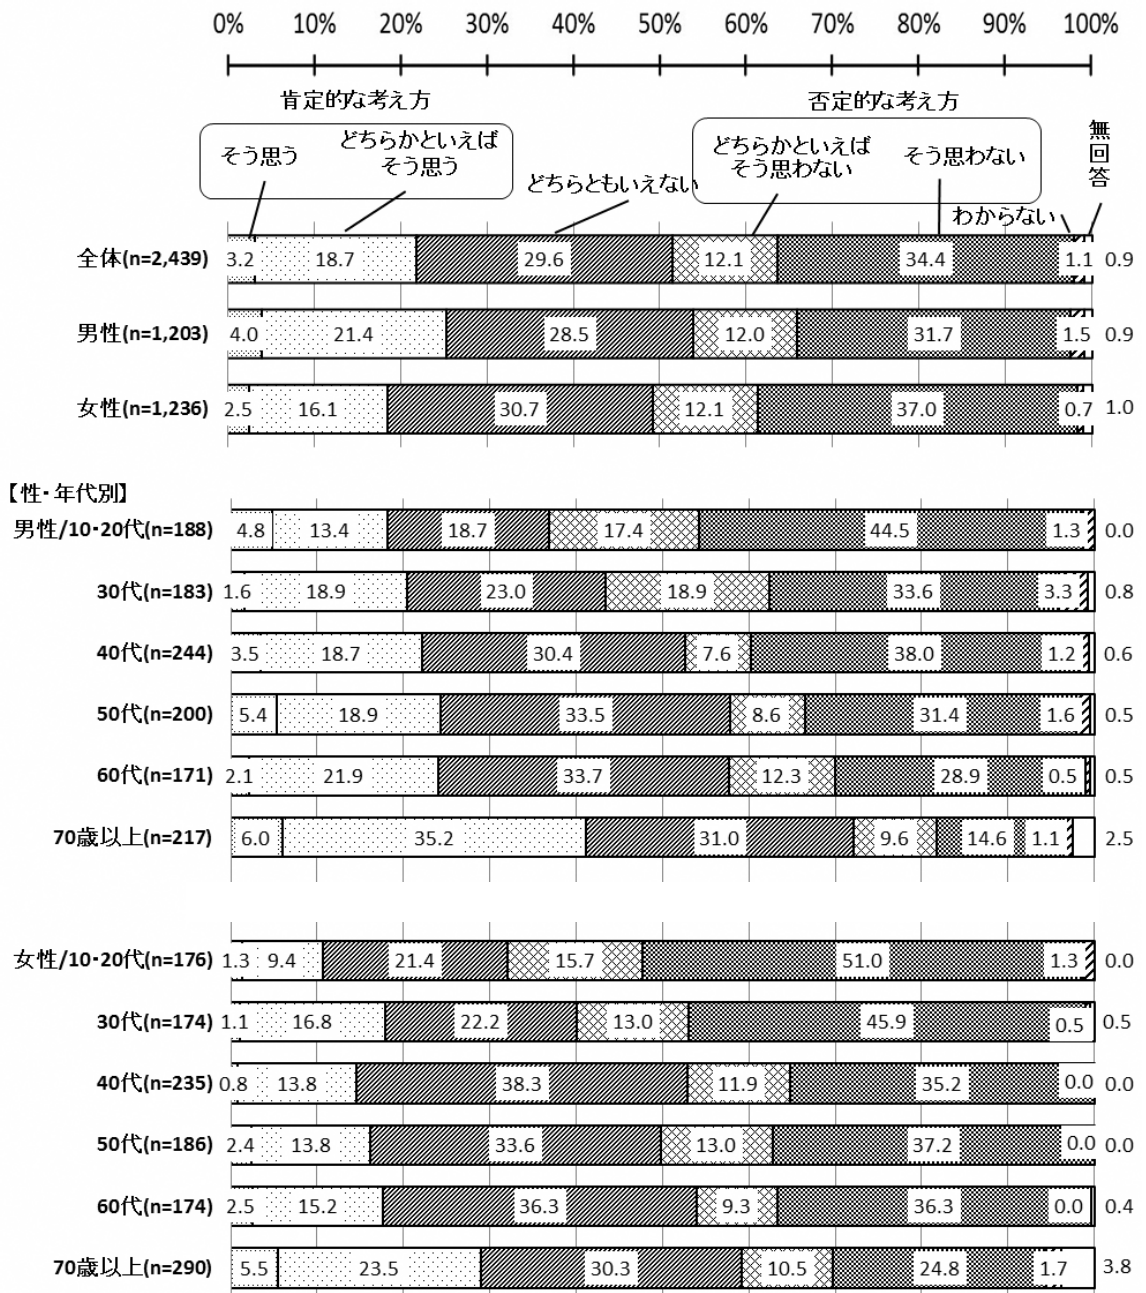 0% 10% 20% 30% 40% 50% 60% 70% 80% 90% 100%
肯定的な考え方
否定的な考え方
そう思う
どちらかといえば
そう思う
どちらともいえない
どちらかといえば
そう思わない
そう思わない
わからない
無回答
全体(n=2,439) 3.2 18.7 29.6 12.1 34.4 1.1 0.9
男性(n=1,203) 4.0 21.4 28.5 12.0 31.7 1.5 0.9
女性(n=1,236) 2.5 16.1 30.7 12.1 37.0 0.7 1.0
【性・年代別】
男性/10・20代(n=188) 4.8 13.4 18.7 17.4 44.5 1.3 0.0
30代(n=183) 1.6 18.9 23.0 18.9 33.6 3.3 0.8
40代(n=244) 3.5 18.7 30.4 7.6 38.0 1.2 0.6
50代(n=200) 5.4 18.9 33.5 8.6 31.4 1.6 0.5
60代(n=171) 2.1 21.9 33.7 12.3 28.9 0.5 0.5
70歳以上(n=217) 6.0 35.2 31.0 9.6 14.6 1.1 2.5
女性/10・20代(n=176) 1.3 9.4 21.4 15.7 51.0 1.3 0.0
30代(n=174) 1.1 16.8 22.2 13.0 45.9 0.5 0.5
40代(n=235) 0.8 13.8 38.3 11.9 35.2 0.0 0.0
50代(n=186) 2.4 13.8 33.6 13.0 37.2 0.0 0.0
60代(n=174) 2.5 15.2 36.3 9.3 36.3 0.0 0.4
70歳以上(n=290) 5.5 23.5 30.3 10.5 24.8 1.7 3.8